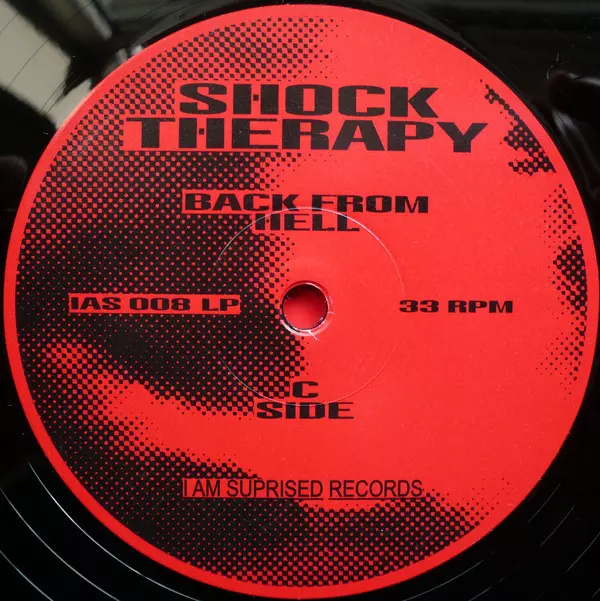 SHOCK
THERAPY
BACK FROM
HELL
IAS 008 LP
33 RPM
C
SIDE
I AM SUPRISED RECORDS